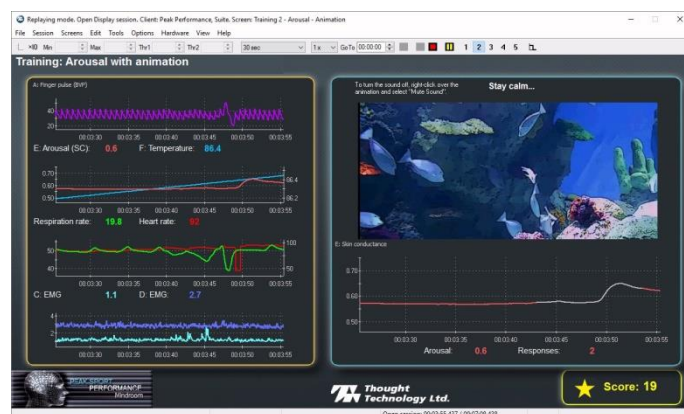 Replaying mode. Open Display session. Client: Peak Performance, Suite. Screen: Training 2 - Arousal - Animation
File Session Screens Edit Tools Options Hardware View Help
Min Max Thr1 Thr2 30 sec 1 x GoTo 00:00:00 1 2 3 4 5
Training: Arousal with animation
A: Finger pulse (BVP)
40
20
00:03:30 00:03:35 00:03:40 00:03:45 00:03:50 00:03:55
E: Arousal (SC): 0.6 F: Temperature: 86.4
0.70
0.60
0.50
86.4
86.2
00:03:30 00:03:35 00:03:40 00:03:45 00:03:50 00:03:55
Respiration rate: 19.8 Heart rate: 92
50
40
100
50
00:03:30 00:03:35 00:03:40 00:03:45 00:03:50 00:03:55
C: EMG 1.1 D: EMG: 2.7
4
2
00:03:30 00:03:35 00:03:40 00:03:45 00:03:50 00:03:55
To turn the sound off, right-click over the
animation and select "Mute Sound".
Stay calm...
E: Skin conductance
0.70
0.60
0.50
00:03:30 00:03:35 00:03:40 00:03:45 00:03:50 00:03:55
Arousal: 0.6 Responses: 2
PEAK SPORT
PERFORMANCE
Mindroom
Thought
Technology Ltd.
Score: 19